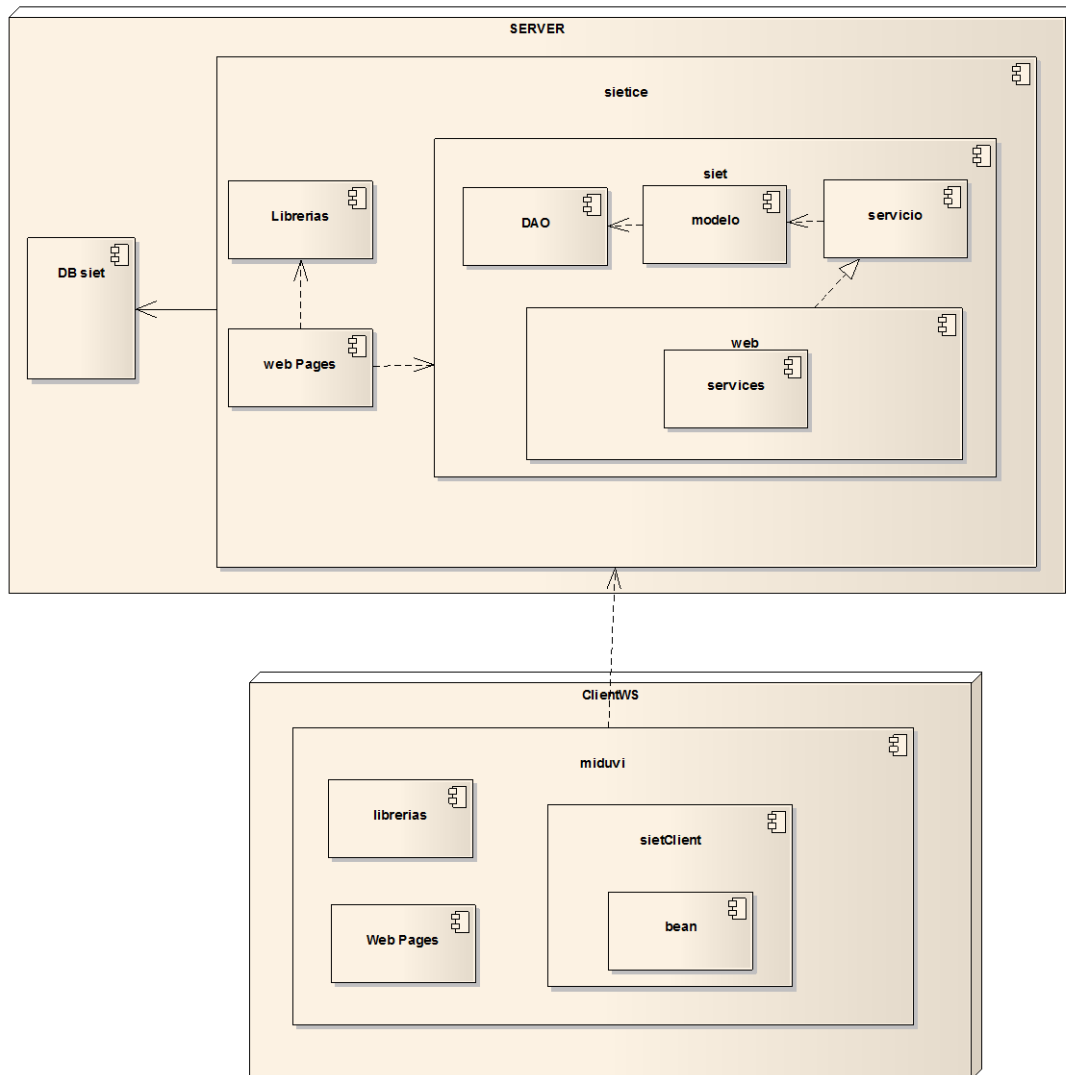 SERVER
sietice
siet
Librerias
DAO
modelo
servicio
DB siet
web Pages
web
services
ClientWS
miduvi
librerias
sietClient
Web Pages
bean